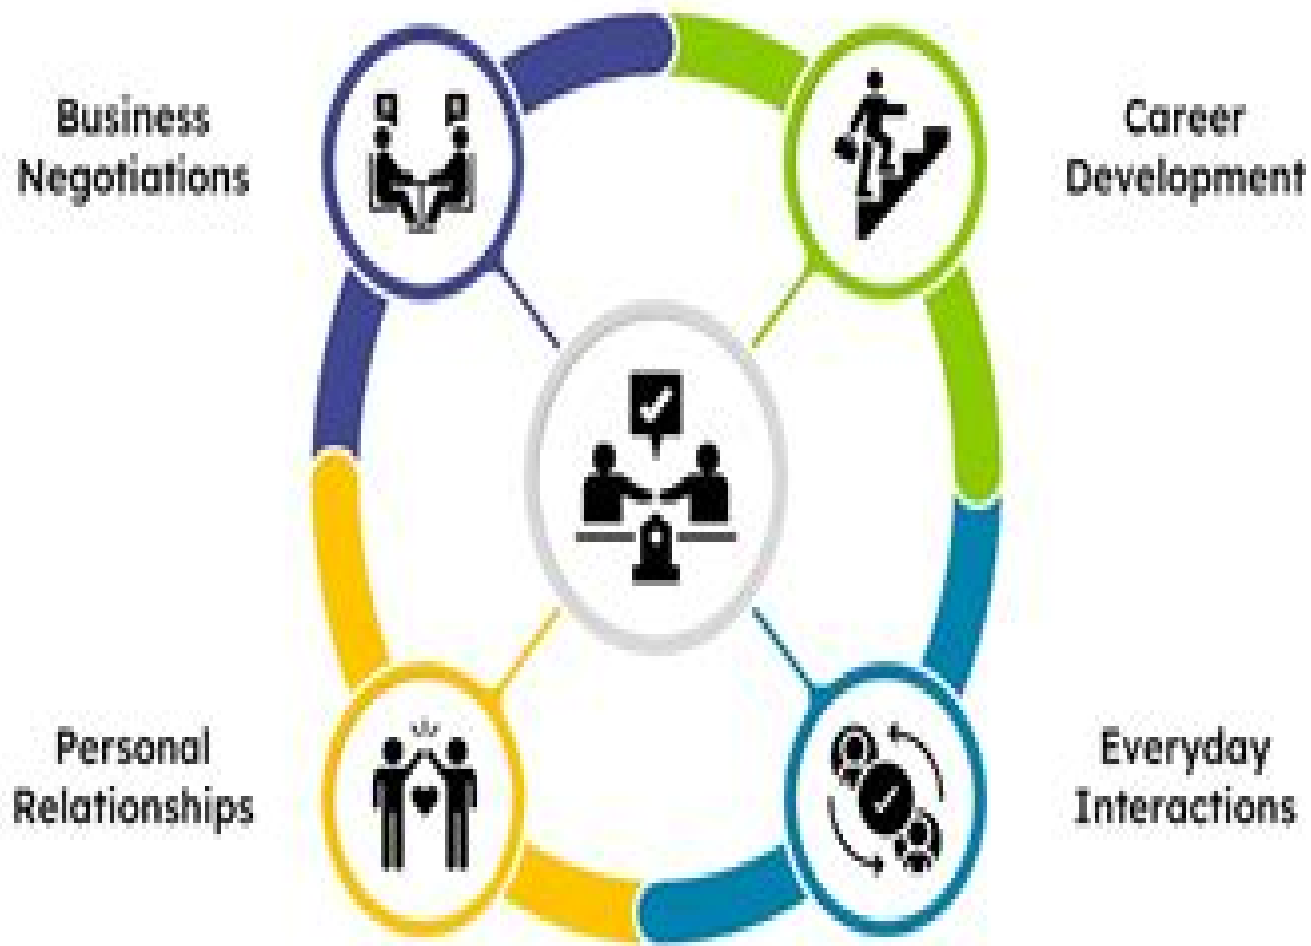 Business
Negotiations
Career
Development
Personal
Relationships
Everyday
Interactions